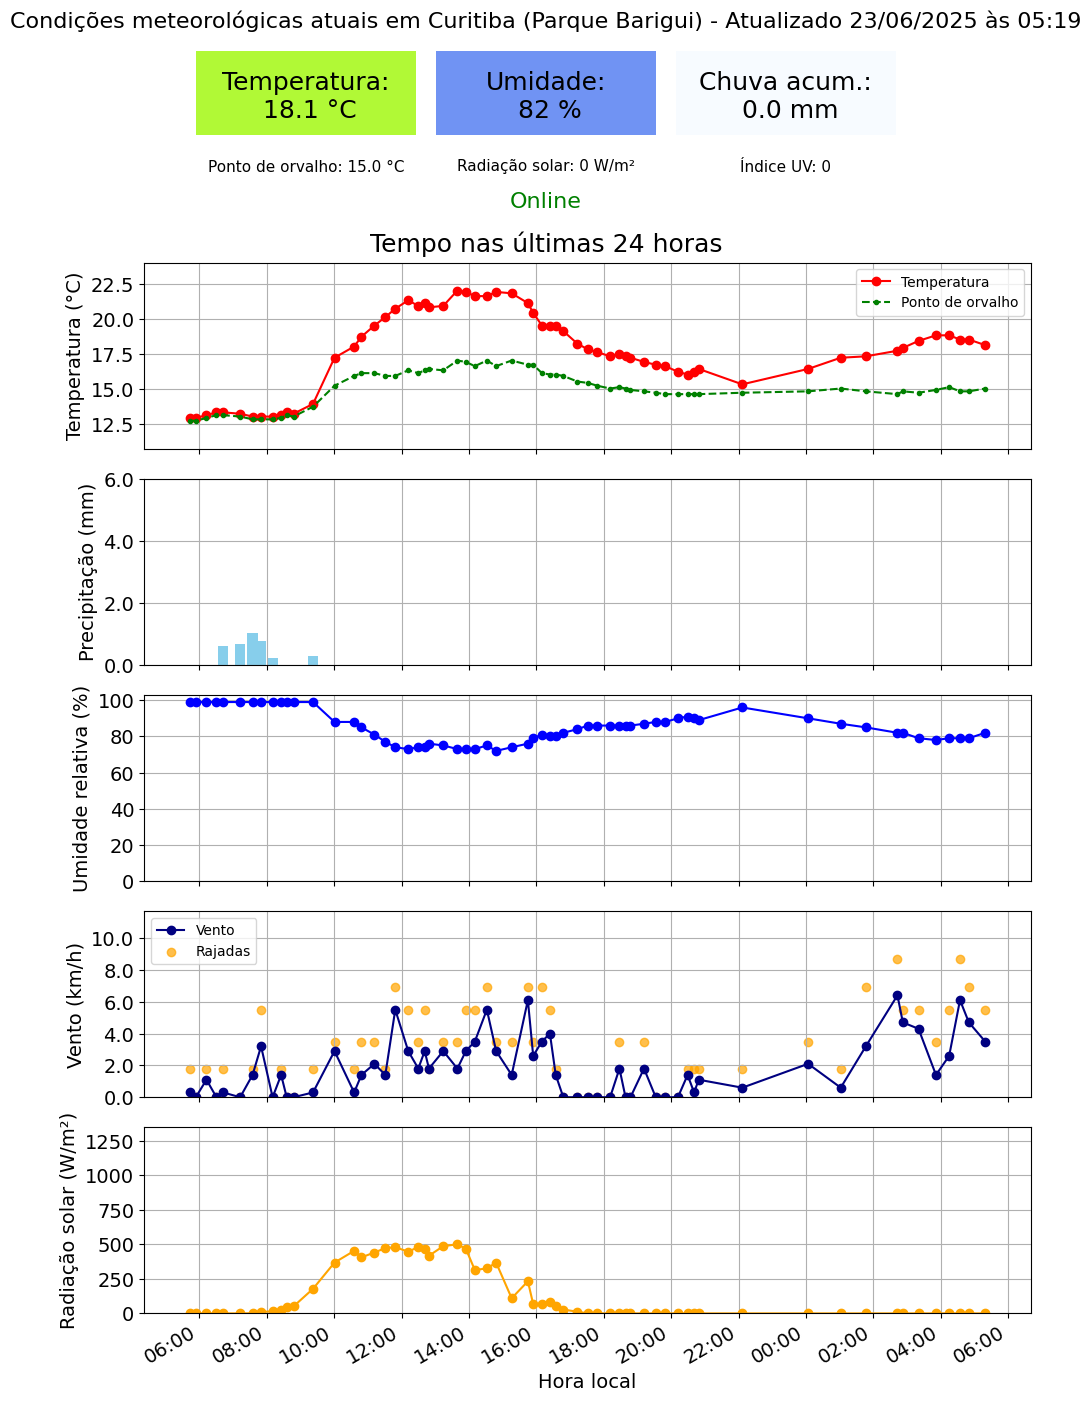 Condições meteorológicas atuais em Curitiba (Parque Barigui) - Atualizado 23/06/2025 às 05:19
Temperatura:
18.1 °C
Umidade:
82 %
Chuva acum.:
0.0 mm
Ponto de orvalho: 15.0 °C
Radiação solar: 0 W/m²
Índice UV: 0
Online
Tempo nas últimas 24 horas
Temperatura (°C)
22.5
20.0
17.5
15.0
12.5
Temperatura
Ponto de orvalho
Precipitação (mm)
6.0
4.0
2.0
0.0
Umidade relativa (%)
100
80
60
40
20
0
Vento (km/h)
10.0
8.0
6.0
4.0
2.0
0.0
Vento
Rajadas
Radiação solar (W/m²)
1250
1000
750
500
250
0
06:00
08:00
10:00
12:00
14:00
16:00
18:00
20:00
22:00
00:00
02:00
04:00
06:00
Hora local